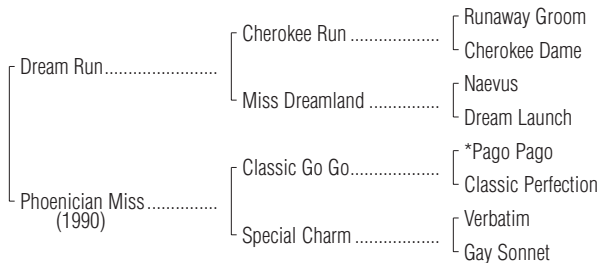 Runaway Groom
Cherokee Run ..................
Cherokee Dame
Dream Run.......................
Naevus
Miss Dreamland ..............
Dream Launch
*Pago Pago
Classic Go Go..................
Classic Perfection
Phoenician Miss..............
(1990)
Verbatim
Special Charm .................
Gay Sonnet